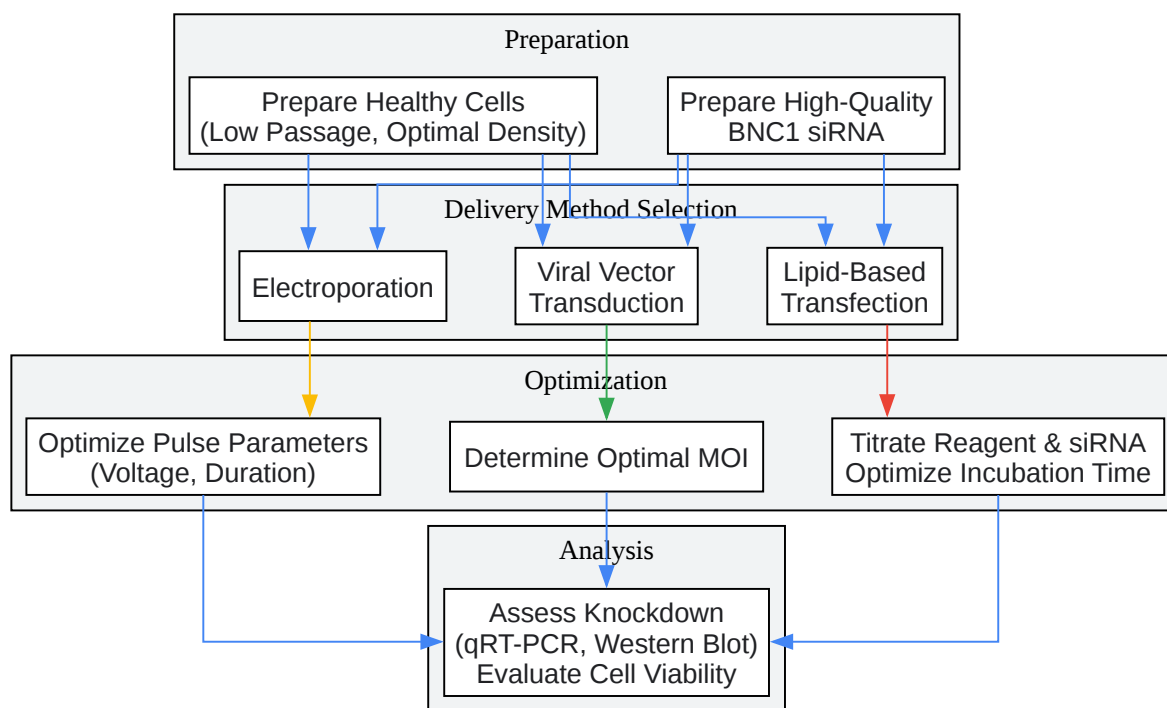 Preparation
Prepare Healthy Cells
(Low Passage, Optimal Density)
Prepare High-Quality
BNC1 siRNA
Delivery Method Selection
Electroporation
Viral Vector
Transduction
Lipid-Based
Transfection
Optimization
Optimize Pulse Parameters
(Voltage, Duration)
Determine Optimal MOI
Titrate Reagent & siRNA
Optimize Incubation Time
Analysis
Assess Knockdown
(qRT-PCR, Western Blot)
Evaluate Cell Viability